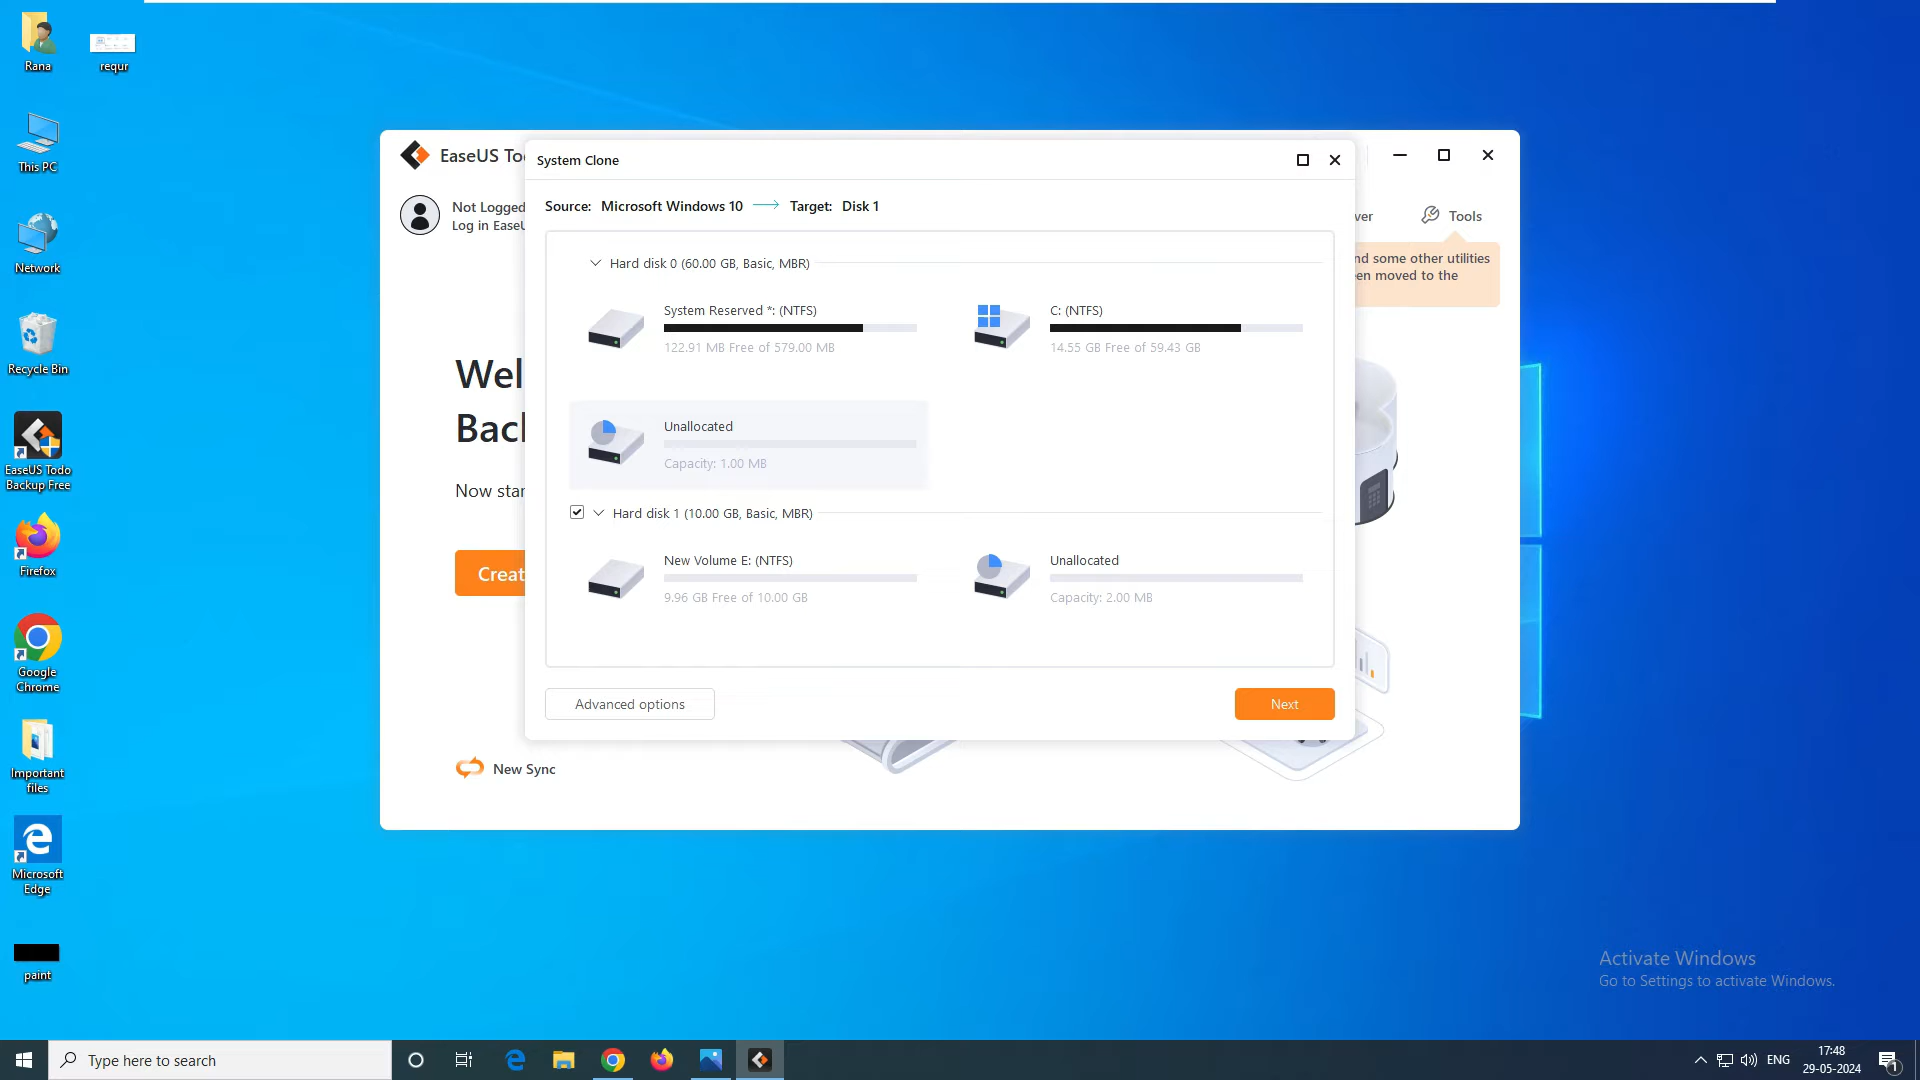 Rana
requr
This PC
Network
Recycle Bin
EaseUS Todo
Backup Free
Firefox
Google
Chrome
Important
files
Microsoft
Edge
paint
EaseUS To
System Clone
Not Logged
Log in Ease
Source: Microsoft Windows 10 Target: Disk 1
ver
Tools
nd some other utilities
en moved to the
Hard disk 0 (60.00 GB, Basic, MBR)
System Reserved *: (NTFS)
122.91 MB Free of 579.00 MB
C: (NTFS)
14.55 GB Free of 59.43 GB
Unallocated
Capacity: 1.00 MB
Hard disk 1 (10.00 GB, Basic, MBR)
New Volume E: (NTFS)
9.96 GB Free of 10.00 GB
Unallocated
Capacity: 2.00 MB
Wel
Bac
Now star
Creat
Advanced options
Next
New Sync
Activate Windows
Go to Settings to activate Windows.
Type here to search
ENG
17:48
29-05-2024
1